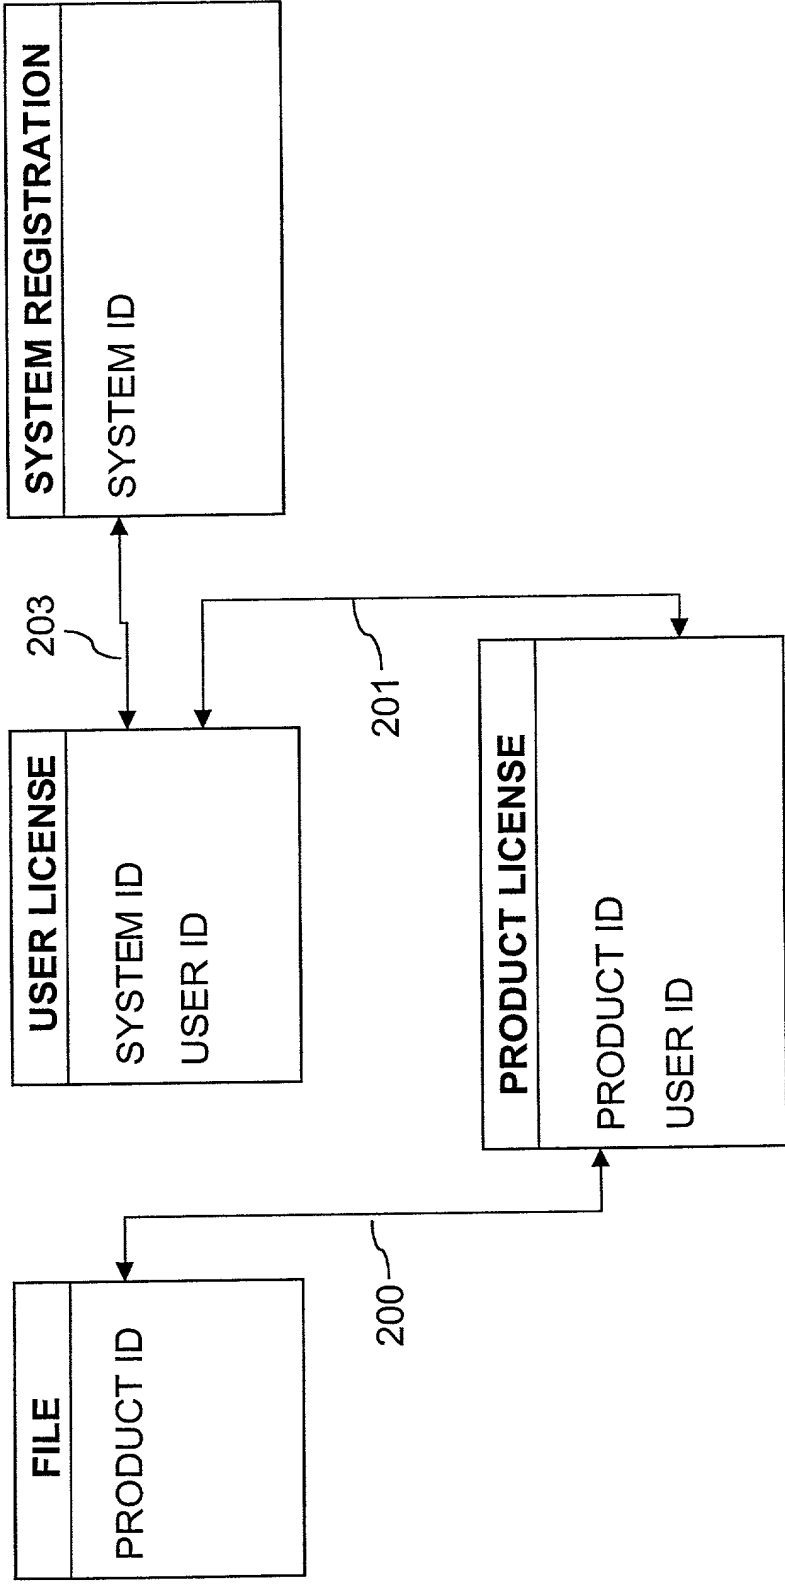 FILE
PRODUCT ID
USER LICENSE
SYSTEM ID
USER ID
SYSTEM REGISTRATION
SYSTEM ID
203
200
201
PRODUCT LICENSE
PRODUCT ID
USER ID